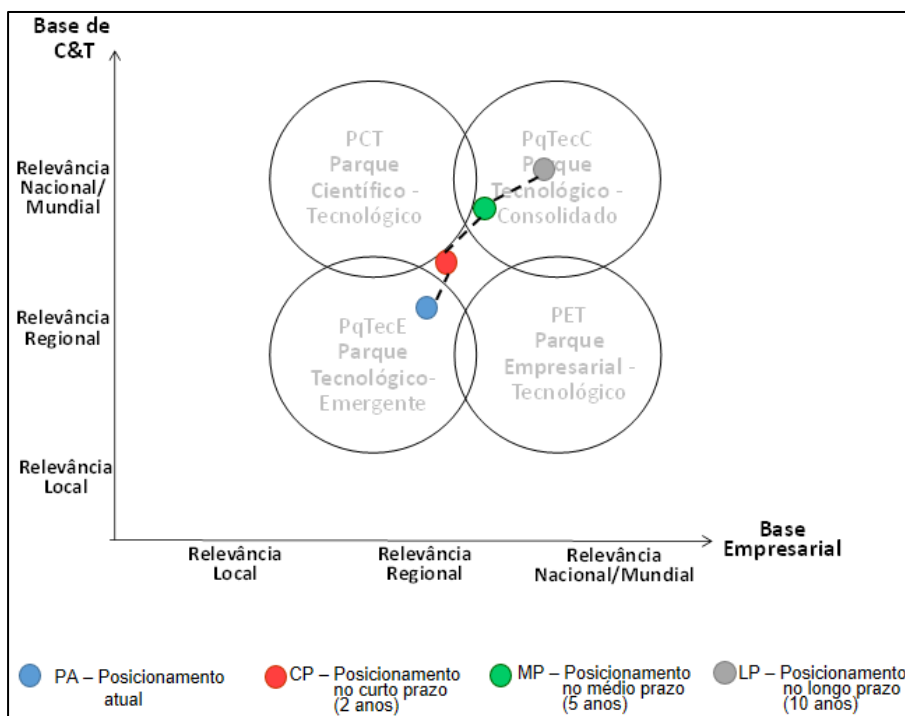 Base de
C&T
PCT
Parque
Científico -
Tecnológico
PqTecC
Parque
Tecnológico -
Consolidado
Relevância
Nacional/
Mundial
Relevância
Regional
PqTecE
Parque
Tecnológico-
Emergente
PET
Parque
Empresarial -
Tecnológico
Relevância
Local
Relevância
Local
Relevância
Regional
Relevância
Nacional/Mundial
Base
Empresarial
PA – Posicionamento
atual
CP – Posicionamento
no curto prazo
(2 anos)
MP – Posicionamento
no médio prazo
(5 anos)
LP – Posicionamento
no longo prazo
(10 anos)